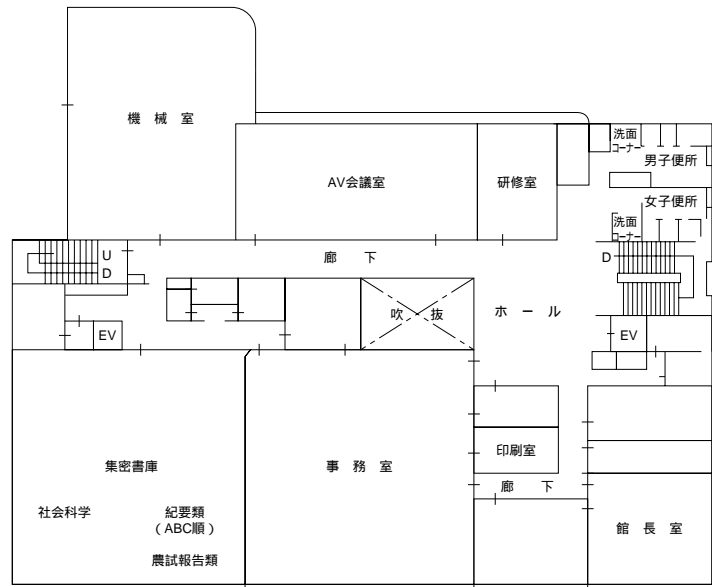 機 械 室
洗面
コーナー
男子便所
AV会議室
研修室
女子便所
洗面
コーナー
U
D
廊 下
D
吹 抜
ホ ー ル
EV
EV
印刷室
集密書庫
事 務 室
廊 下
社会科学
紀要類
（ABC順）
館 長 室
農試報告類